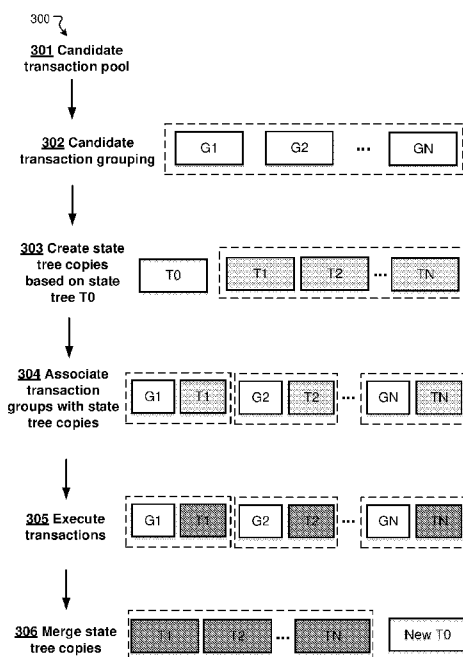 300
301 Candidate
transaction pool
302 Candidate
transaction grouping
G1 G2 ... GN
303 Create state
tree copies
based on state
tree T0
T0 T1 T2 ... TN
304 Associate
transaction
groups with state
tree copies
G1 T1 G2 T2 ... GN TN
305 Execute
transactions
G1 T1 G2 T2 ... GN TN
306 Merge state
tree copies
T1 T2 ... TN New T0